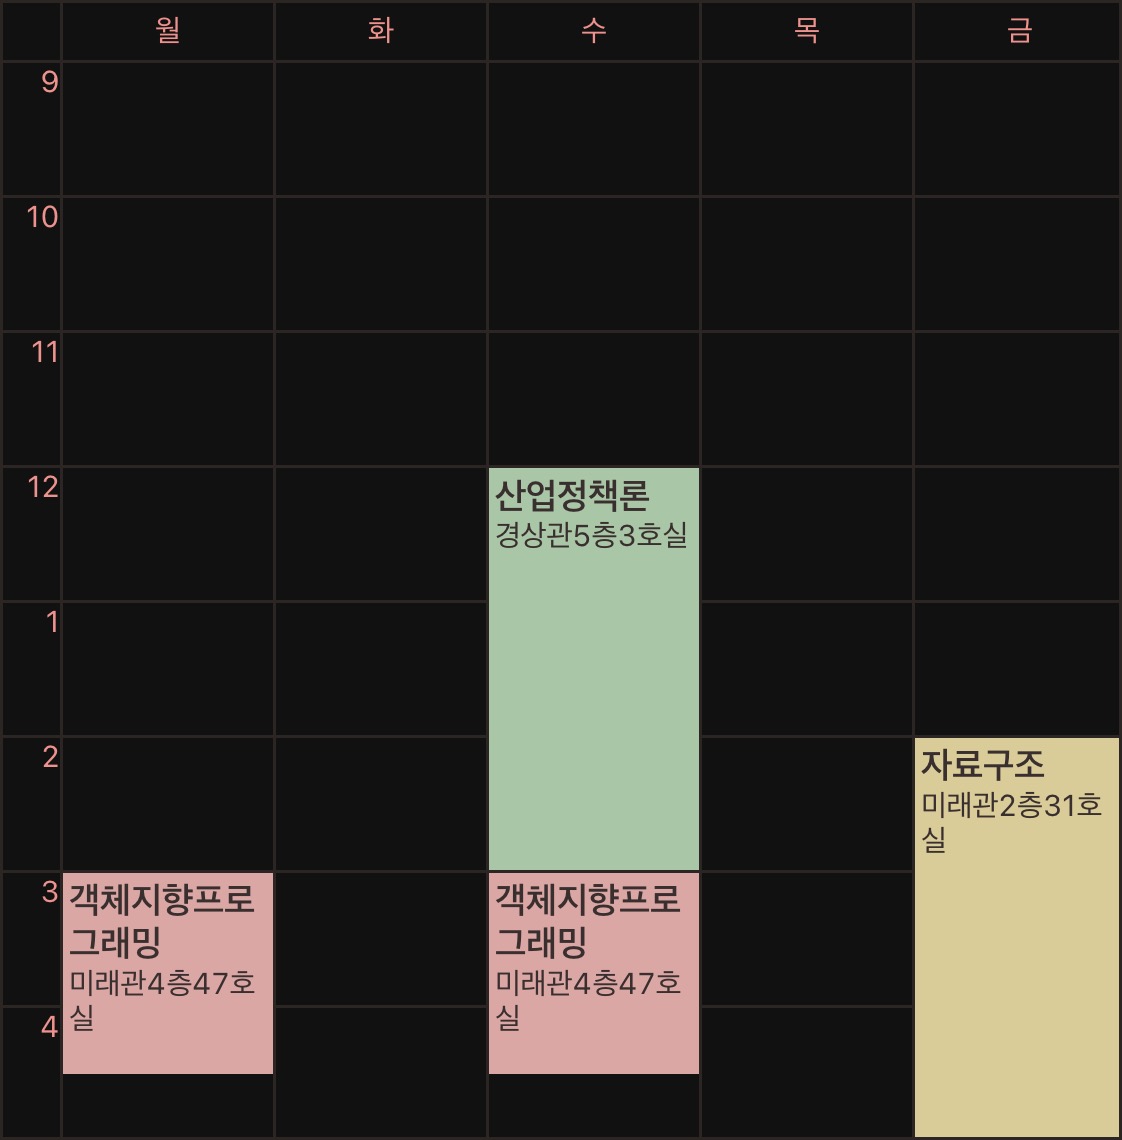 월 화 수 목 금
9
10
11
12
산업정책론
경상관5층3호실
1
2
자료구조
미래관2층31호
실
3
객체지향프로
그래밍
미래관4층47호
실
객체지향프로
그래밍
미래관4층47호
실
4